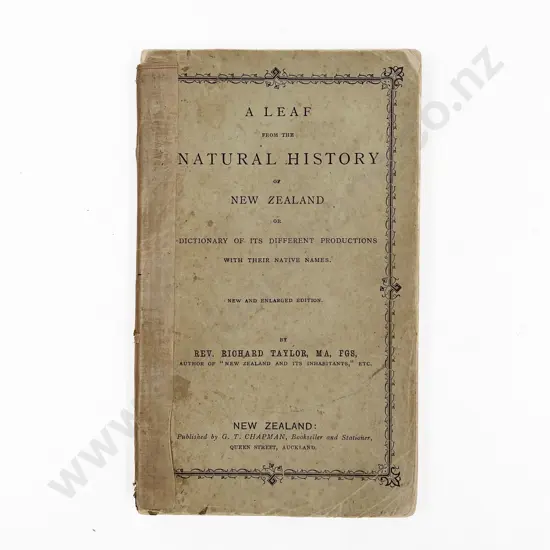 A LEAF
FROM THE
NATURAL HISTORY
OF
NEW ZEALAND
OR
DICTIONARY OF ITS DIFFERENT PRODUCTIONS
WITH THEIR NATIVE NAMES.
NEW AND ENLARGED EDITION.
BY
REV. RICHARD TAYLOR, MA, FGS,
AUTHOR OF "NEW ZEALAND AND ITS INHABITANTS," ETC.
NEW ZEALAND:
Published by G. T. CHAPMAN, Bookseller and Stationer,
QUEEN STREET, AUCKLAND.